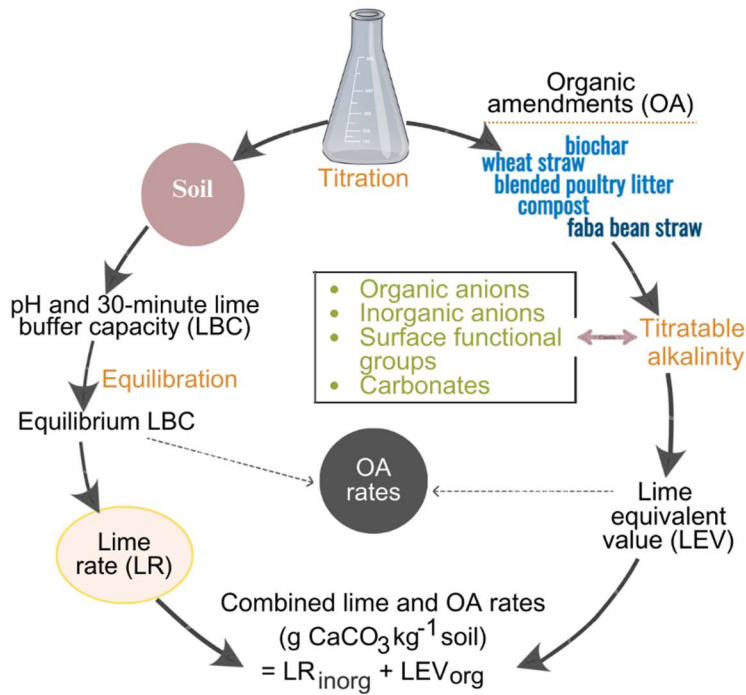 Organic
amendments (OA)
Titration
Soil
biochar
wheat straw
blended poultry litter
compost
faba bean straw
pH and 30-minute lime
buffer capacity (LBC)
• Organic anions
• Inorganic anions
• Surface functional
groups
• Carbonates
Titratable
alkalinity
Equilibration
Equilibrium LBC
OA
rates
Lime
equivalent
value (LEV)
Lime
rate (LR)
Combined lime and OA rates
(g CaCO3 kg-1 soil)
= LRinorg + LEVorg